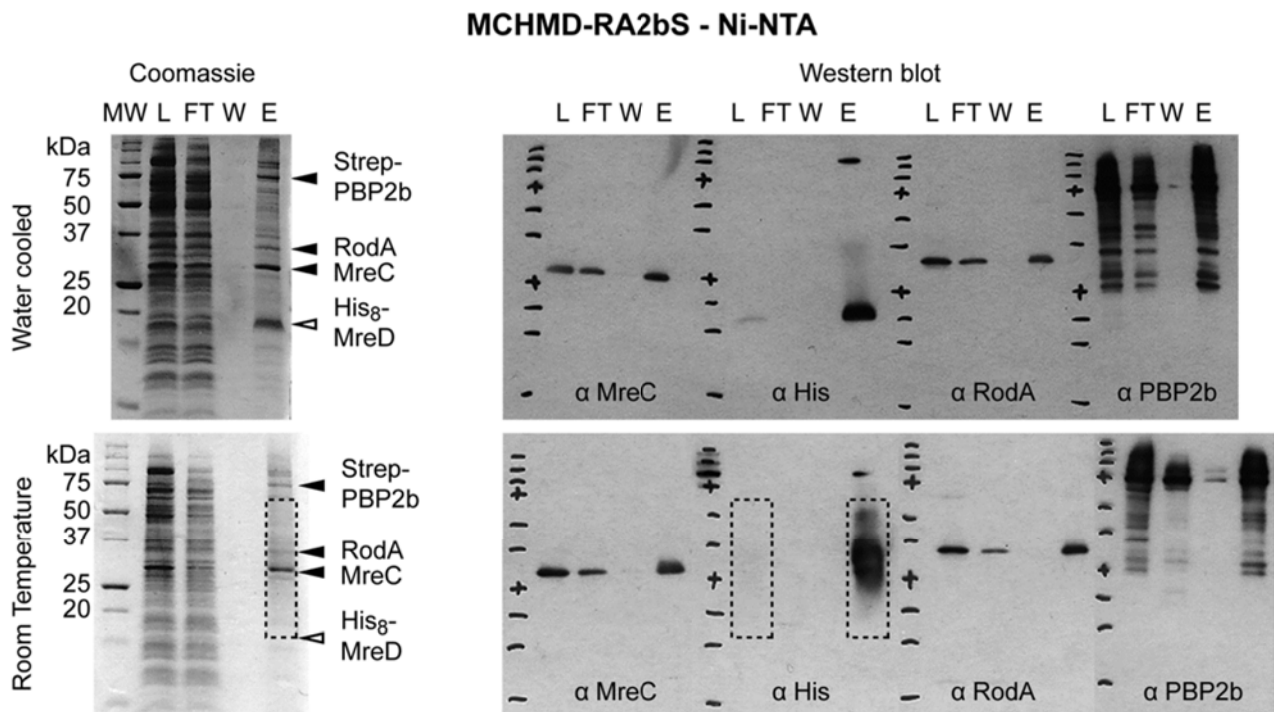 MCHMD-RA2bS - Ni-NTA
Coomassie
Western blot
MW L FT W E
L FT W E L FT W E L FT W E L FT W E
Water cooled
kDa
75
50
37
25
20
Strep-
PBP2b
RodA
MreC
His₈-
MreD
α MreC
α His
α RodA
α PBP2b
Room Temperature
kDa
75
50
37
25
20
Strep-
PBP2b
RodA
MreC
His₈-
MreD
α MreC
α His
α RodA
α PBP2b